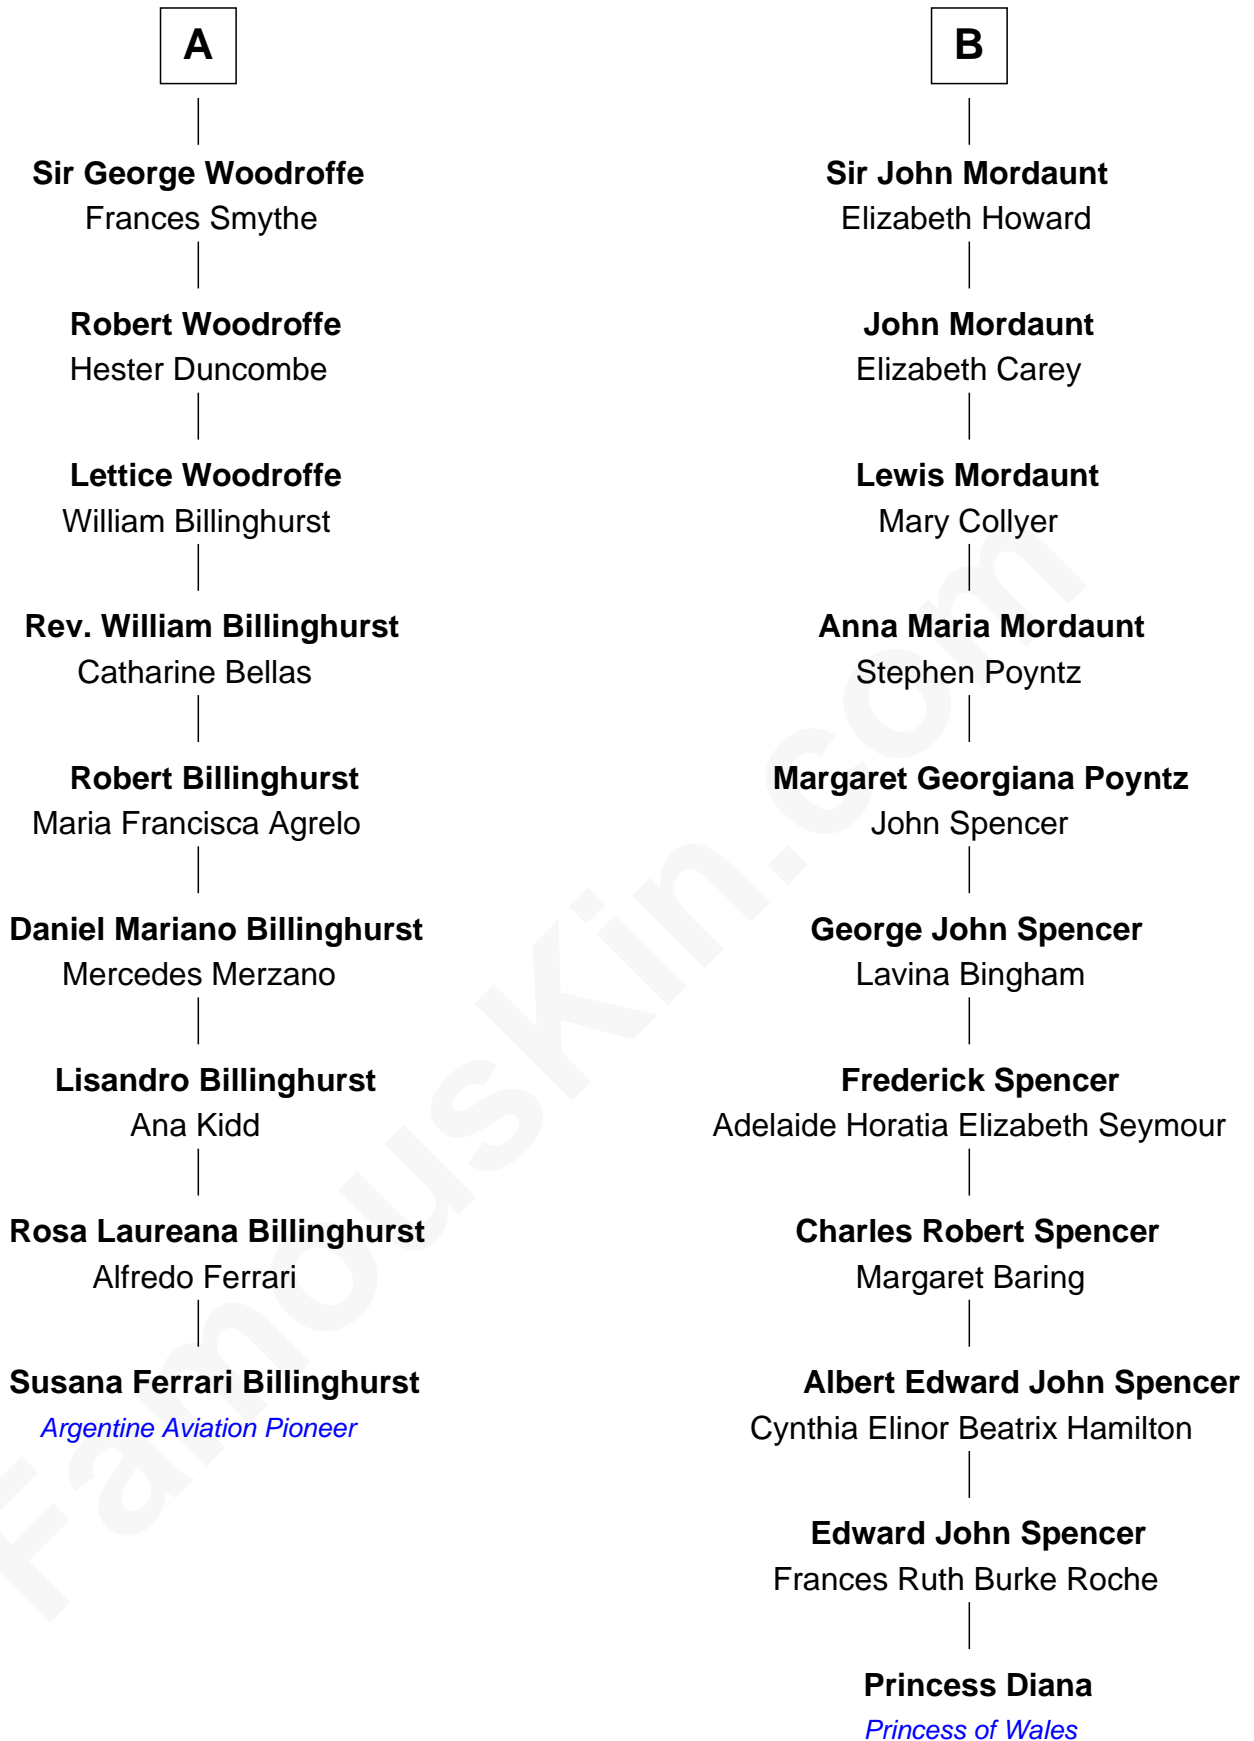 A
Sir George Woodroffe
Frances Smythe
Robert Woodroffe
Hester Duncombe
Lettice Woodroffe
William Billinghurst
Rev. William Billinghurst
Catharine Bellas
Robert Billinghurst
Maria Francisca Agrelo
Daniel Mariano Billinghurst
Mercedes Merzano
Lisandro Billinghurst
Ana Kidd
Rosa Laureana Billinghurst
Alfredo Ferrari
Susana Ferrari Billinghurst
Argentine Aviation Pioneer
B
Sir John Mordaunt
Elizabeth Howard
John Mordaunt
Elizabeth Carey
Lewis Mordaunt
Mary Collyer
Anna Maria Mordaunt
Stephen Poyntz
Margaret Georgiana Poyntz
John Spencer
George John Spencer
Lavina Bingham
Frederick Spencer
Adelaide Horatia Elizabeth Seymour
Charles Robert Spencer
Margaret Baring
Albert Edward John Spencer
Cynthia Elinor Beatrix Hamilton
Edward John Spencer
Frances Ruth Burke Roche
Princess Diana
Princess of Wales
FamousKin.com